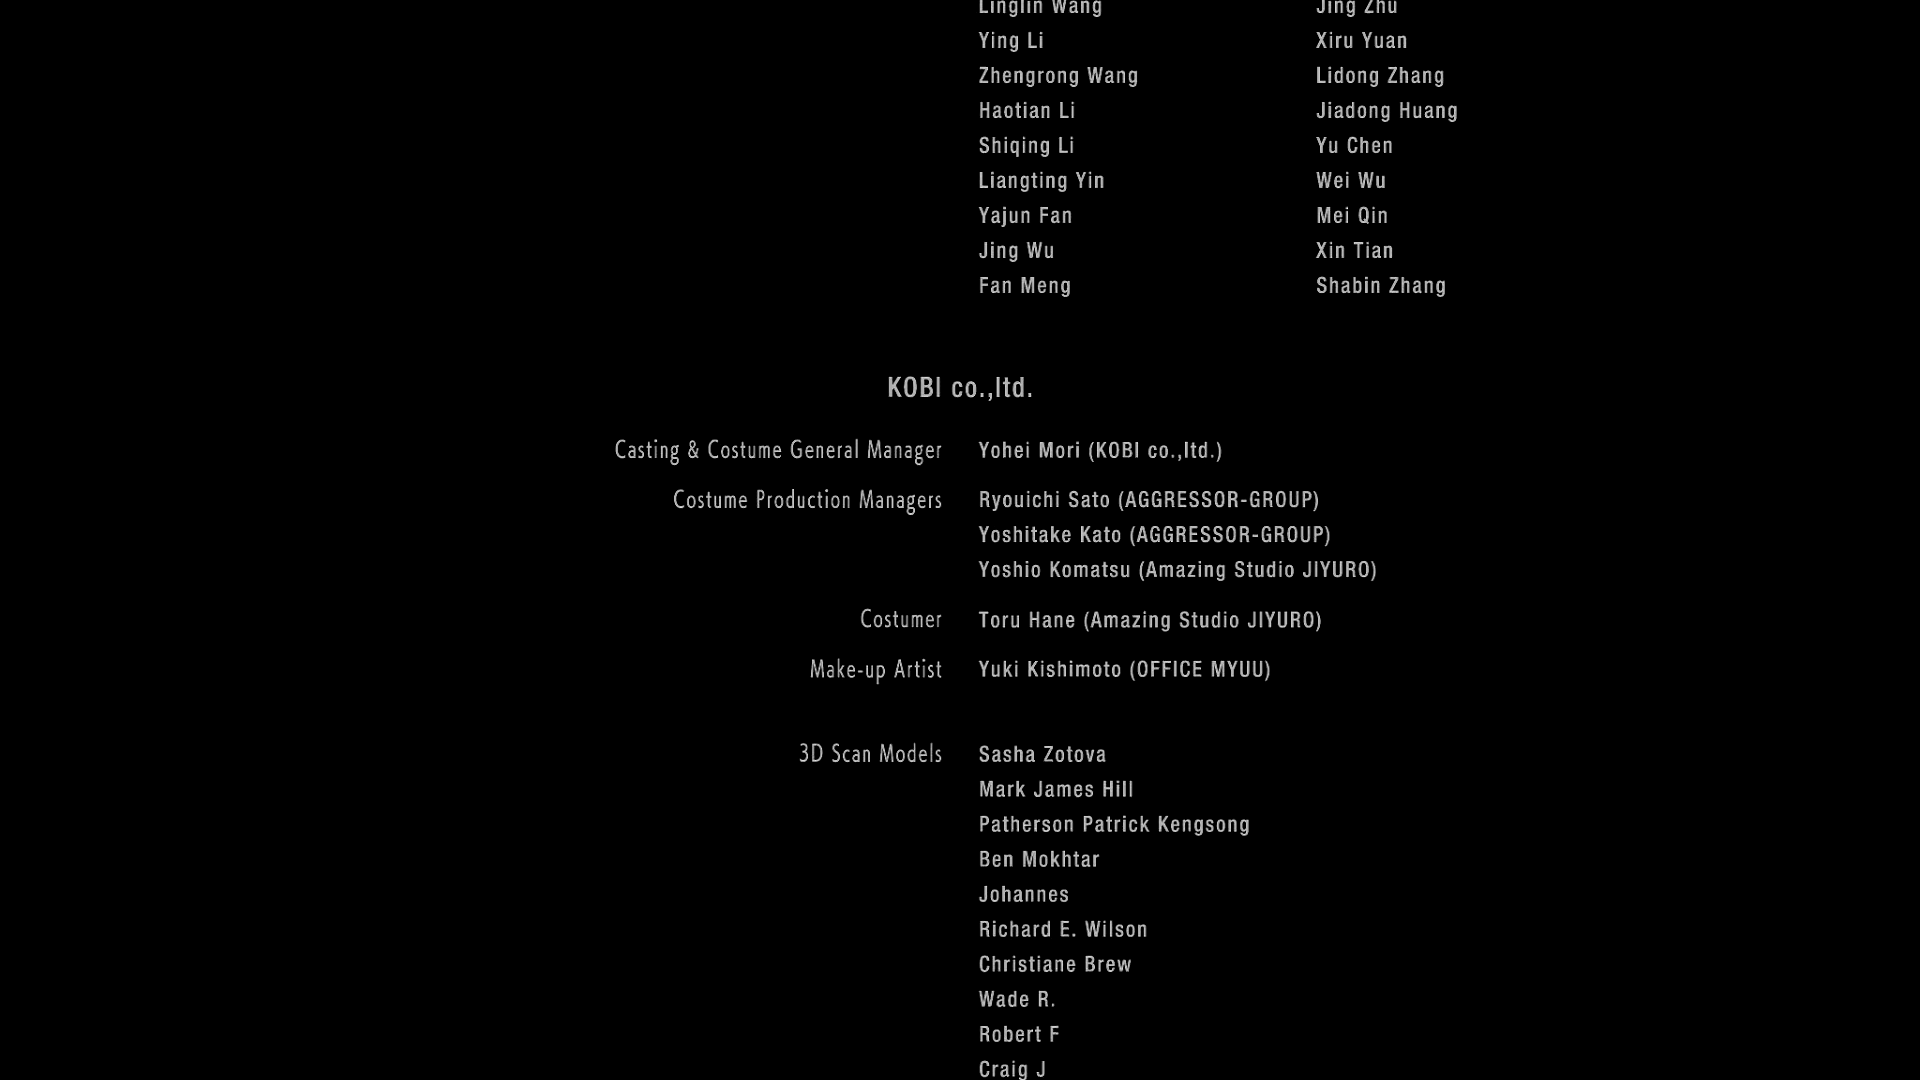 Linglin Wang Jing Zhu
Ying Li Xiru Yuan
Zhengrong Wang Lidong Zhang
Haotian Li Jiadong Huang
Shiqing Li Yu Chen
Liangting Yin Wei Wu
Yajun Fan Mei Qin
Jing Wu Xin Tian
Fan Meng Shabin Zhang
KOBI co.,ltd.
Casting & Costume General Manager Yohei Mori (KOBI co.,ltd.)
Costume Production Managers Ryouichi Sato (AGGRESSOR-GROUP)
Yoshitake Kato (AGGRESSOR-GROUP)
Yoshio Komatsu (Amazing Studio JIYURO)
Costumer Toru Hane (Amazing Studio JIYURO)
Make-up Artist Yuki Kishimoto (OFFICE MYUU)
3D Scan Models Sasha Zotova
Mark James Hill
Patherson Patrick Kengsong
Ben Mokhtar
Johannes
Richard E. Wilson
Christiane Brew
Wade R.
Robert F
Craig J